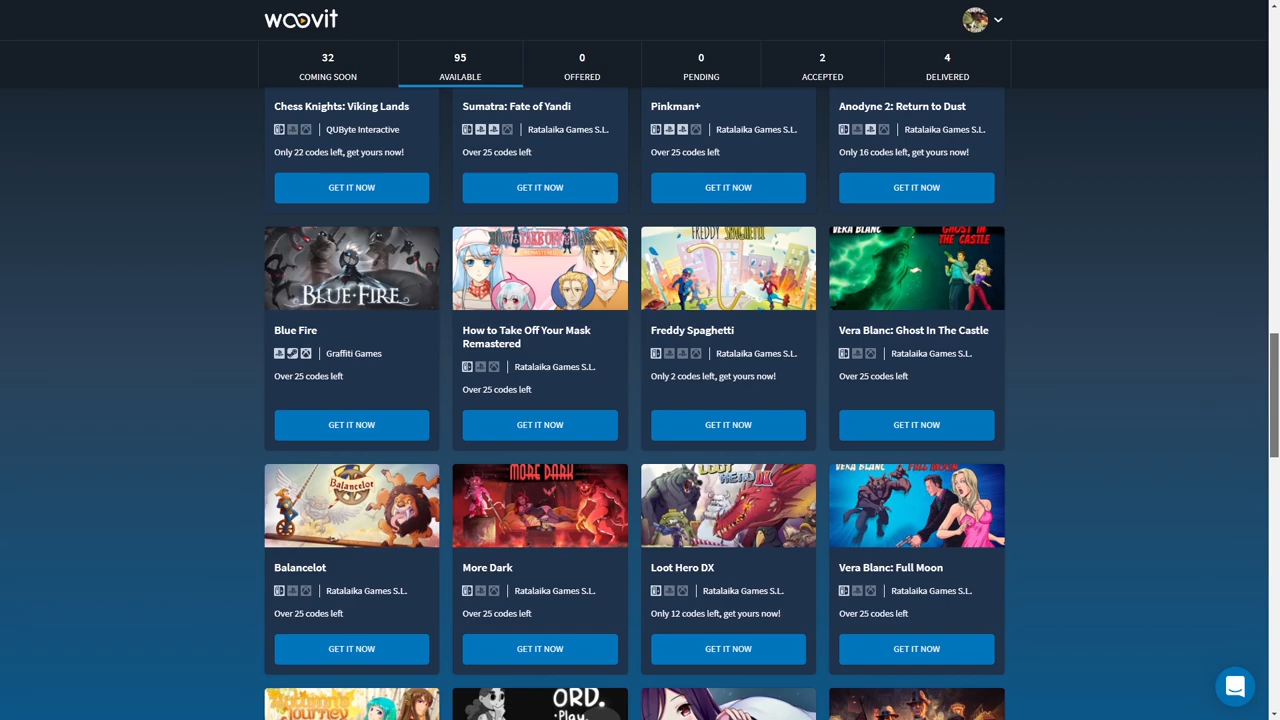 woovit
32
COMING SOON
95
AVAILABLE
0
OFFERED
0
PENDING
2
ACCEPTED
4
DELIVERED
Chess Knights: Viking Lands
QUByte Interactive
Only 22 codes left, get yours now!
GET IT NOW
Sumatra: Fate of Yandi
Ratalaika Games S.L.
Over 25 codes left
GET IT NOW
Pinkman+
Ratalaika Games S.L.
Over 25 codes left
GET IT NOW
Anodyne 2: Return to Dust
Ratalaika Games S.L.
Only 16 codes left, get yours now!
GET IT NOW
BLUE FIRE
Blue Fire
Graffiti Games
Over 25 codes left
GET IT NOW
How to Take Off Your Mask
Remastered
Ratalaika Games S.L.
Over 25 codes left
GET IT NOW
FREDDY SPAGHETTI
Freddy Spaghetti
Ratalaika Games S.L.
Only 2 codes left, get yours now!
GET IT NOW
VERA BLANC:
GHOST IN
THE CASTLE
Vera Blanc: Ghost In The Castle
Ratalaika Games S.L.
Over 25 codes left
GET IT NOW
Balancelot
Balancelot
Ratalaika Games S.L.
Over 25 codes left
GET IT NOW
MORE DARK
More Dark
Ratalaika Games S.L.
Over 25 codes left
GET IT NOW
LOOT
HERO DX
Loot Hero DX
Ratalaika Games S.L.
Only 12 codes left, get yours now!
GET IT NOW
VERA BLANC FULL MOON
Vera Blanc: Full Moon
Ratalaika Games S.L.
Over 25 codes left
GET IT NOW
Journey
ORD.
Play